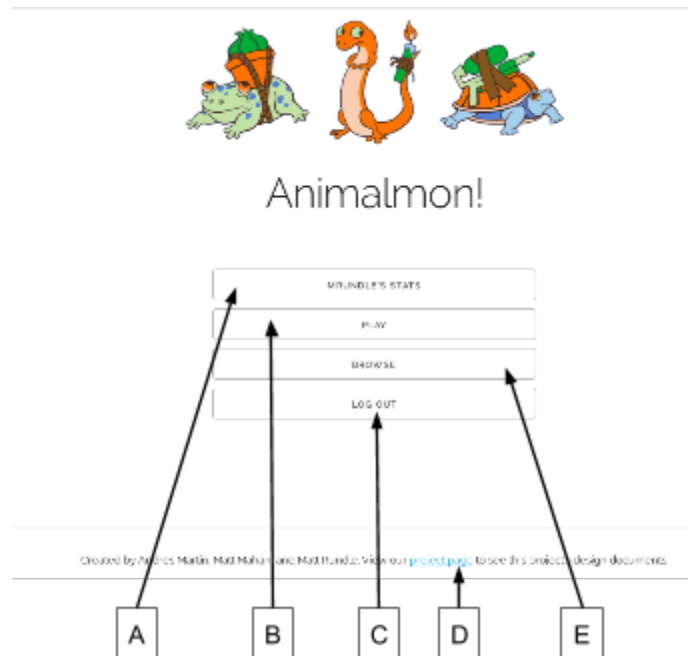 Animalmon!
MRUNDLE'S STATS
PLAY
BROWSE
LOG OUT
Created by Andres Martin, Matt Mahan, and Matt Rundle. View our project page to see this project's design documents.
A B C D E